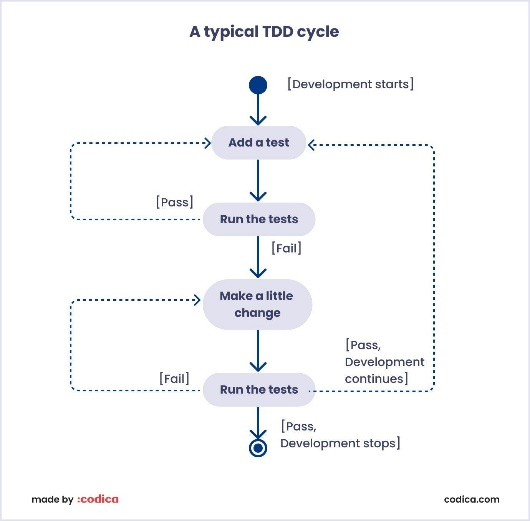 A typical TDD cycle
[Development starts]
Add a test
[Pass]
Run the tests
[Fail]
Make a little
change
[Pass,
Development
continues]
[Fail]
Run the tests
[Pass,
Development stops]
made by :codica
codica.com